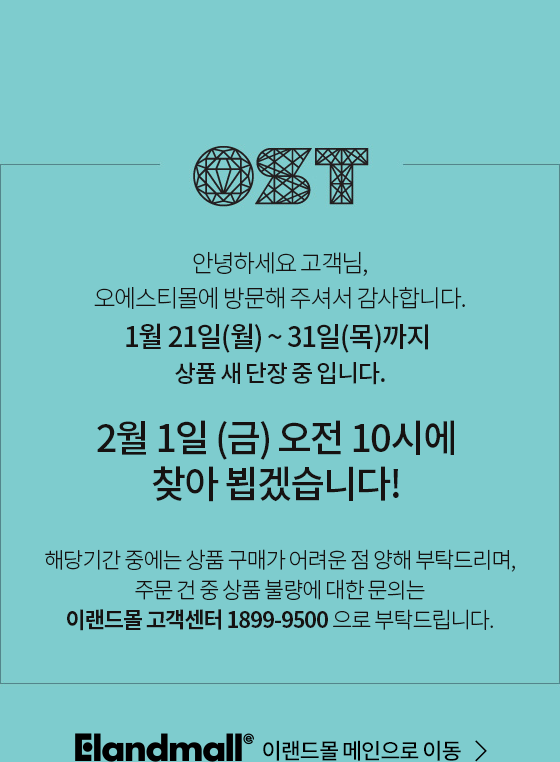 OST
안녕하세요 고객님,
오에스티몰에 방문해 주셔서 감사합니다.
1월 21일(월) ~ 31일(목)까지
상품 새 단장 중 입니다.
2월 1일 (금) 오전 10시에
찾아 뵙겠습니다!
해당기간 중에는 상품 구매가 어려운 점 양해 부탁드리며,
주문 건 중 상품 불량에 대한 문의는
이랜드몰 고객센터 1899-9500 으로 부탁드립니다.
Elandmall® 이랜드몰 메인으로 이동 >